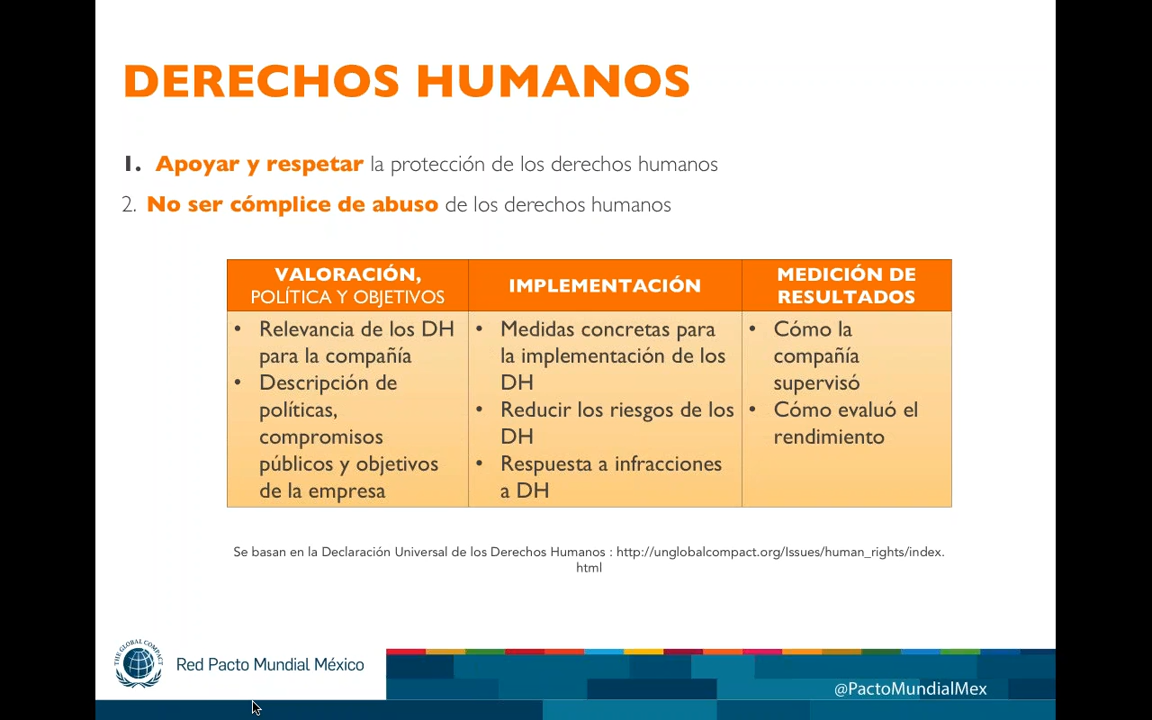 DERECHOS HUMANOS
1. Apoyar y respetar la protección de los derechos humanos
2. No ser cómplice de abuso de los derechos humanos
VALORACIÓN,
POLÍTICA Y OBJETIVOS
• Relevancia de los DH
para la compañía
• Descripción de
políticas,
compromisos
públicos y objetivos
de la empresa
IMPLEMENTACIÓN
• Medidas concretas para
la implementación de los
DH
• Reducir los riesgos de los
DH
• Respuesta a infracciones
a DH
MEDICIÓN DE
RESULTADOS
• Cómo la
compañía
supervisó
• Cómo evaluó el
rendimiento
Se basan en la Declaración Universal de los Derechos Humanos : http://unglobalcompact.org/Issues/human_rights/index.
html
THE GLOBAL COMPACT
Red Pacto Mundial México
@PactoMundialMex